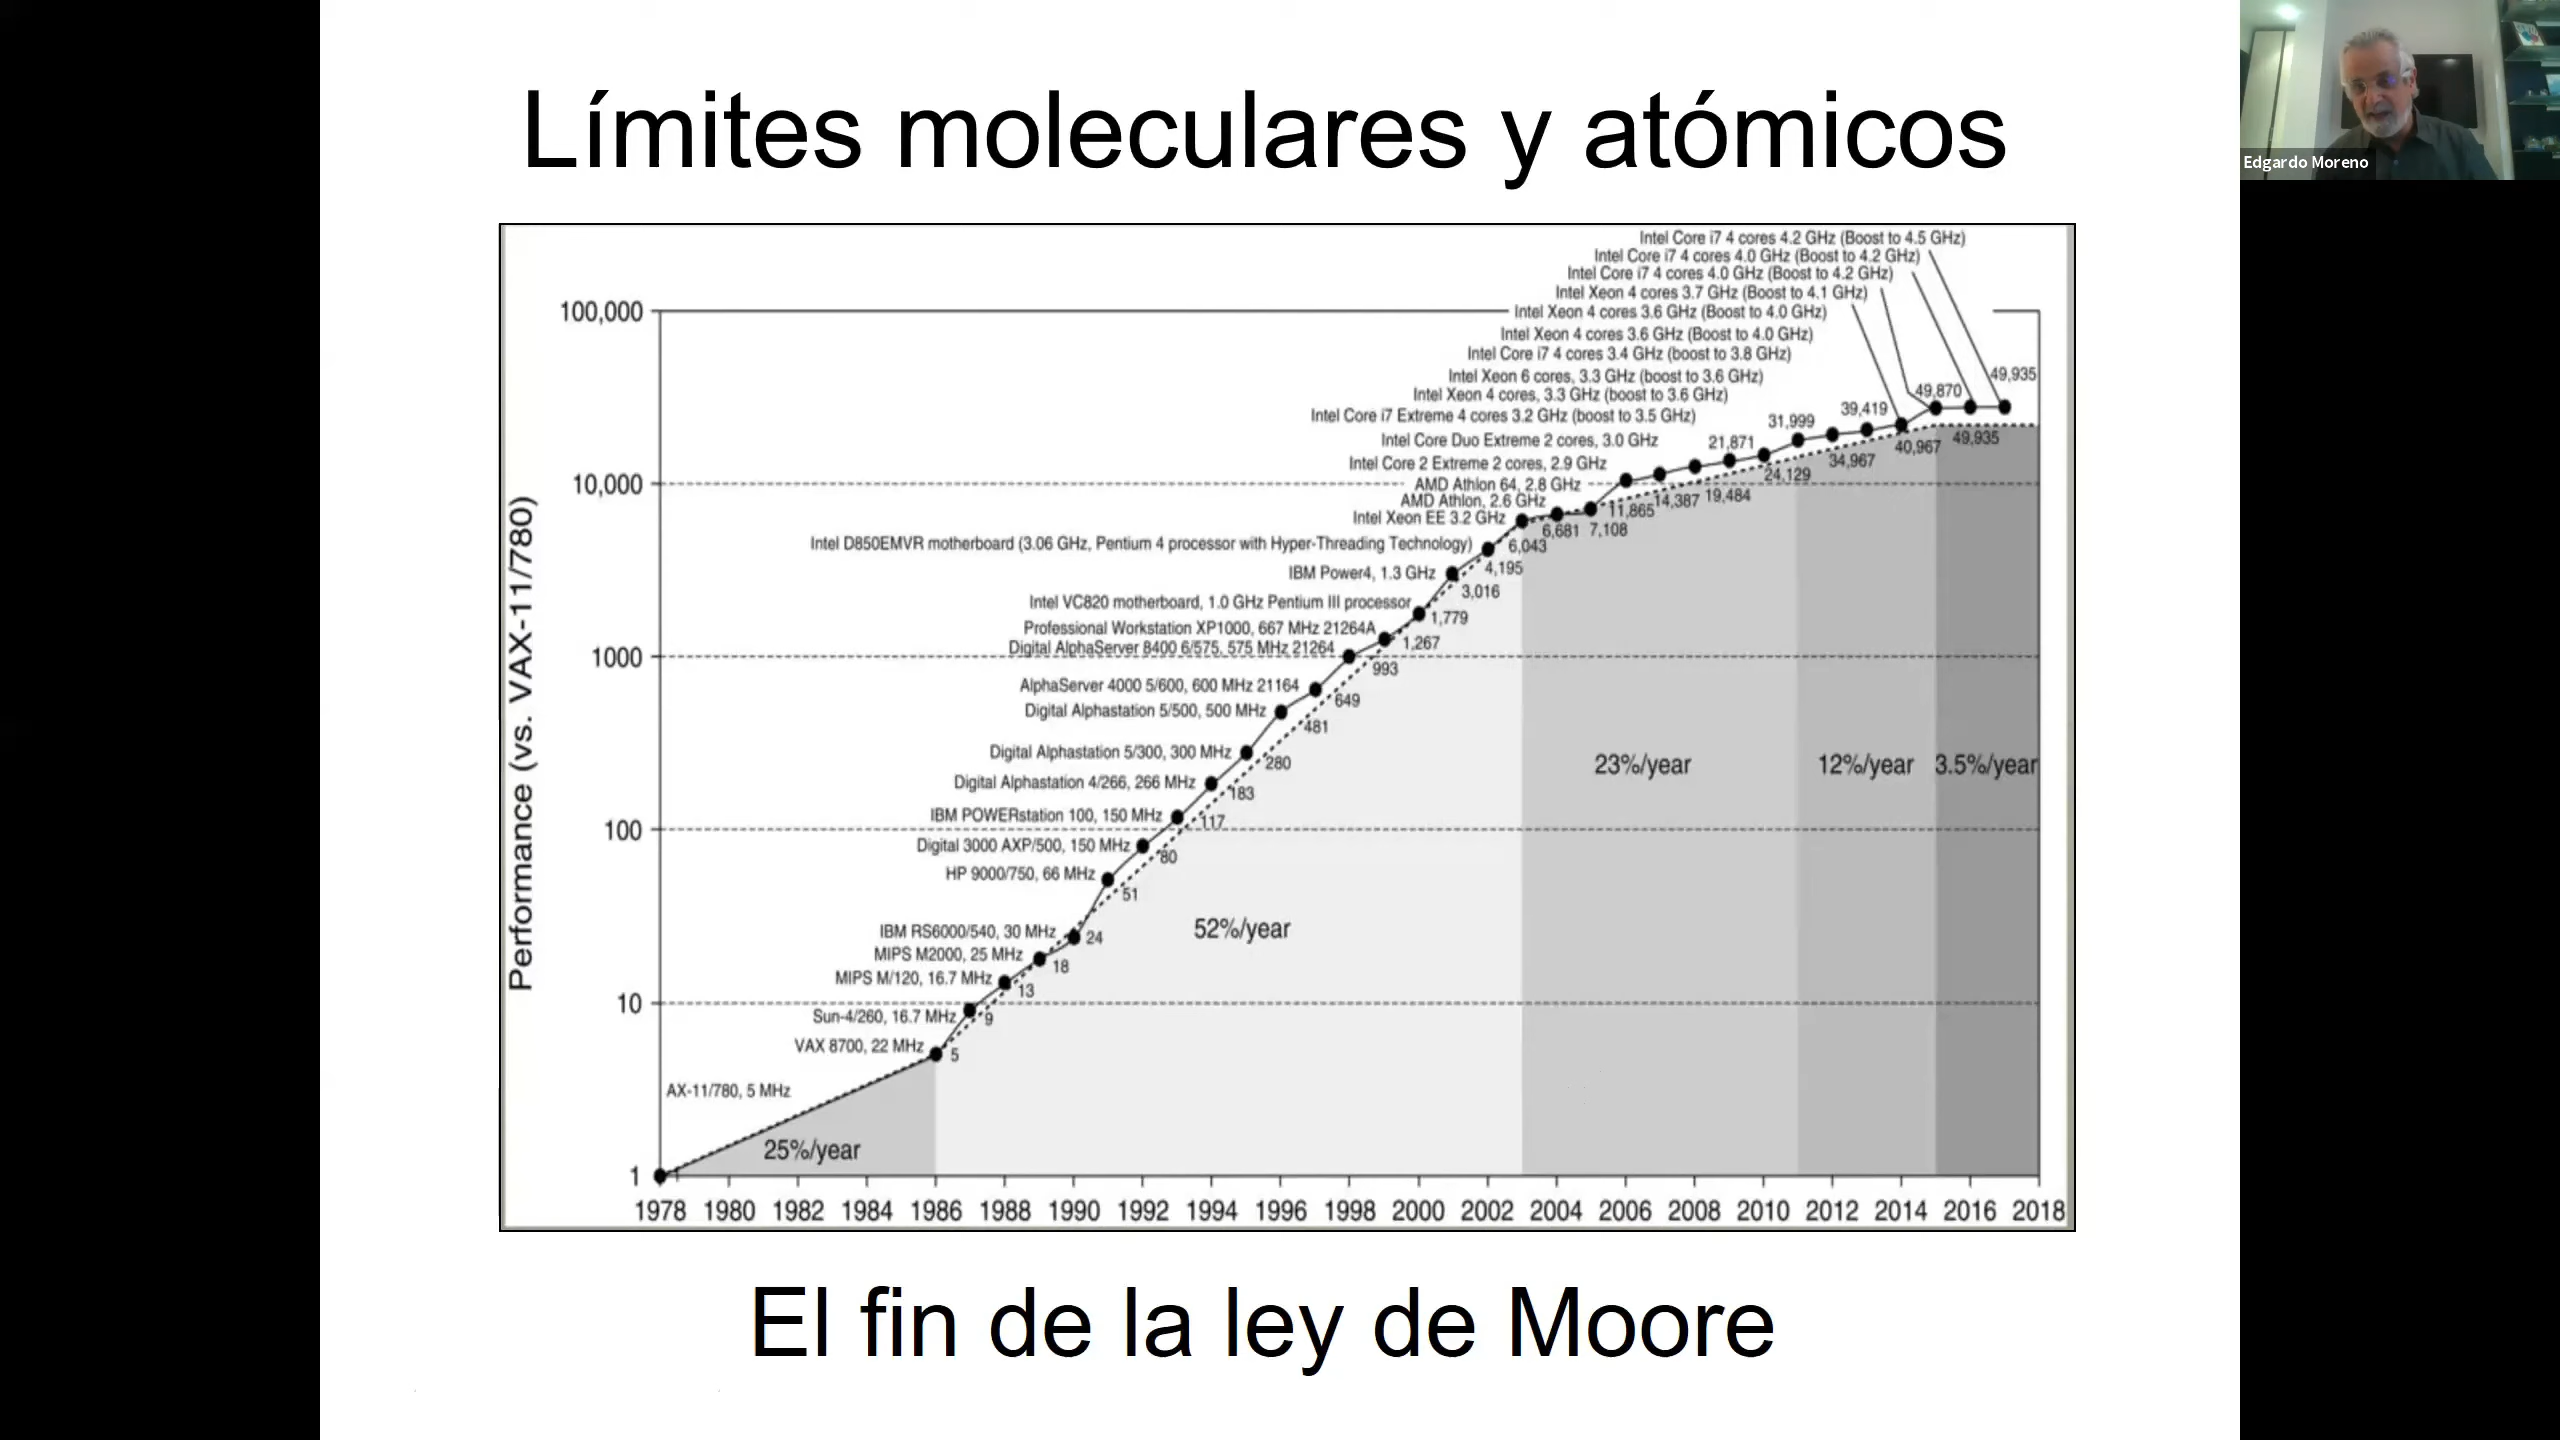 Límites moleculares y atómicos
Edgardo Moreno
Performance (vs. VAX-11/780)
100,000
10,000
1000
100
10
1
Intel Core i7 4 cores 4.2 GHz (Boost to 4.5 GHz)
Intel Core i7 4 cores 4.0 GHz (Boost to 4.2 GHz)
Intel Core i7 4 cores 4.0 GHz (Boost to 4.2 GHz)
Intel Xeon 4 cores 3.7 GHz (Boost to 4.1 GHz)
Intel Xeon 4 cores 3.6 GHz (Boost to 4.0 GHz)
Intel Xeon 4 cores 3.6 GHz (Boost to 4.0 GHz)
Intel Core i7 4 cores 3.4 GHz (boost to 3.8 GHz)
Intel Xeon 6 cores, 3.3 GHz (boost to 3.6 GHz)
Intel Xeon 4 cores, 3.3 GHz (boost to 3.6 GHz)
Intel Core i7 Extreme 4 cores 3.2 GHz (boost to 3.5 GHz)
Intel Core Duo Extreme 2 cores, 3.0 GHz
Intel Core 2 Extreme 2 cores, 2.9 GHz
AMD Athlon 64, 2.8 GHz
AMD Athlon, 2.6 GHz
Intel Xeon EE 3.2 GHz
Intel D850EMVR motherboard (3.06 GHz, Pentium 4 processor with Hyper-Threading Technology)
IBM Power4, 1.3 GHz
Intel VC820 motherboard, 1.0 GHz Pentium III processor
Professional Workstation XP1000, 667 MHz 21264A
Digital AlphaServer 8400 6/575, 575 MHz 21264
AlphaServer 4000 5/600, 600 MHz 21164
Digital Alphastation 5/500, 500 MHz
Digital Alphastation 5/300, 300 MHz
Digital Alphastation 4/266, 266 MHz
IBM POWERstation 100, 150 MHz
Digital 3000 AXP/500, 150 MHz
HP 9000/750, 66 MHz
IBM RS6000/540, 30 MHz
MIPS M2000, 25 MHz
MIPS M/120, 16.7 MHz
Sun-4/260, 16.7 MHz
VAX 8700, 22 MHz
AX-11/780, 5 MHz
49,935
49,870
39,419
31,999
21,871
49,935
40,967
34,967
24,129
19,484
14,387
11,865
7,108
6,681
6,043
4,195
3,016
1,779
1,267
993
649
481
280
183
117
80
51
24
18
13
9
5
25%/year
52%/year
23%/year
12%/year
3.5%/year
1978 1980 1982 1984 1986 1988 1990 1992 1994 1996 1998 2000 2002 2004 2006 2008 2010 2012 2014 2016 2018
El fin de la ley de Moore